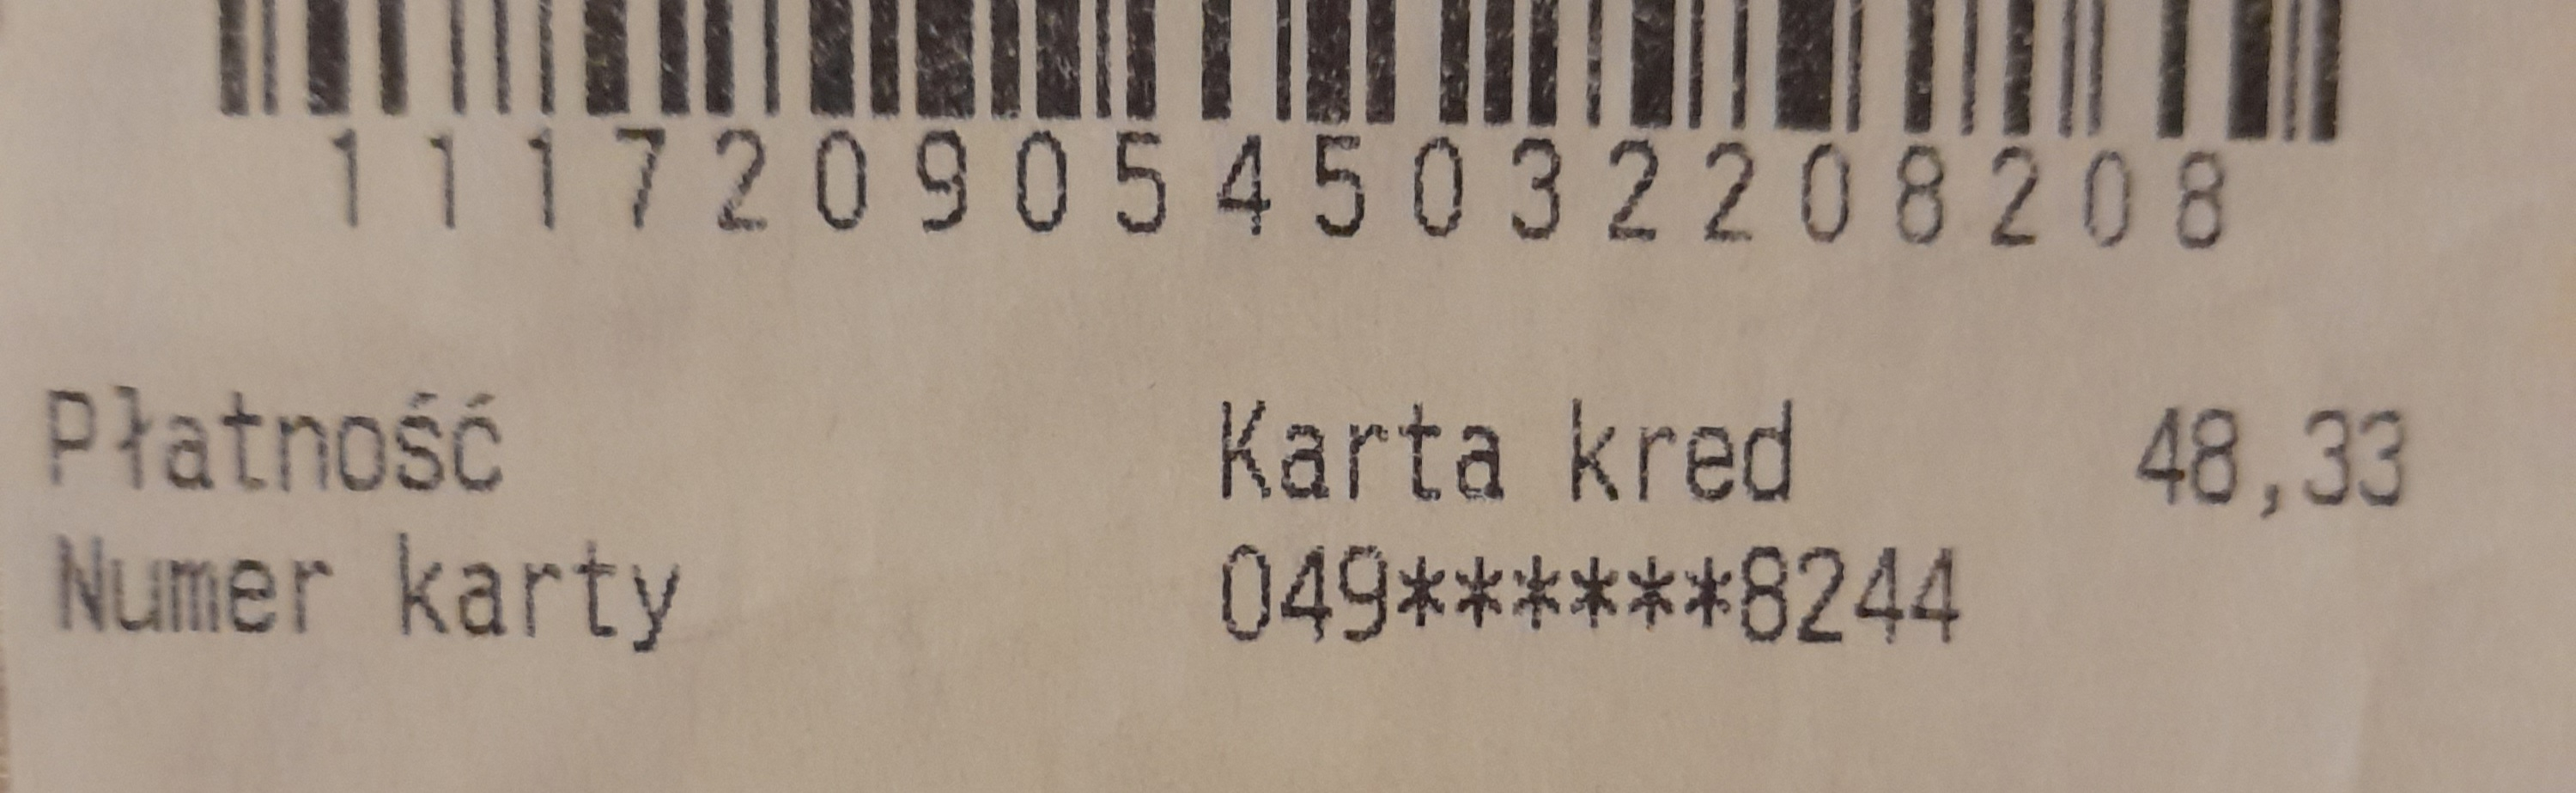 11172090545032208208
Płatność Karta kred 48,33
Numer karty 049******8244